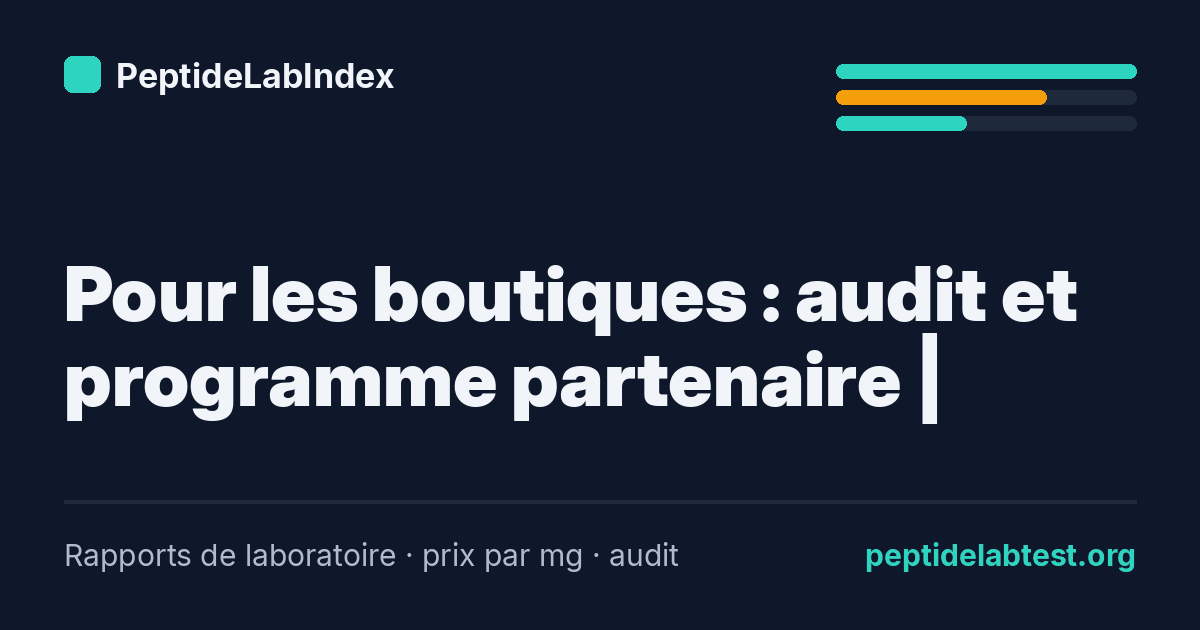 PeptideLabIndex
Pour les boutiques : audit et
programme partenaire |
Rapports de laboratoire · prix par mg · audit
peptidelabtest.org